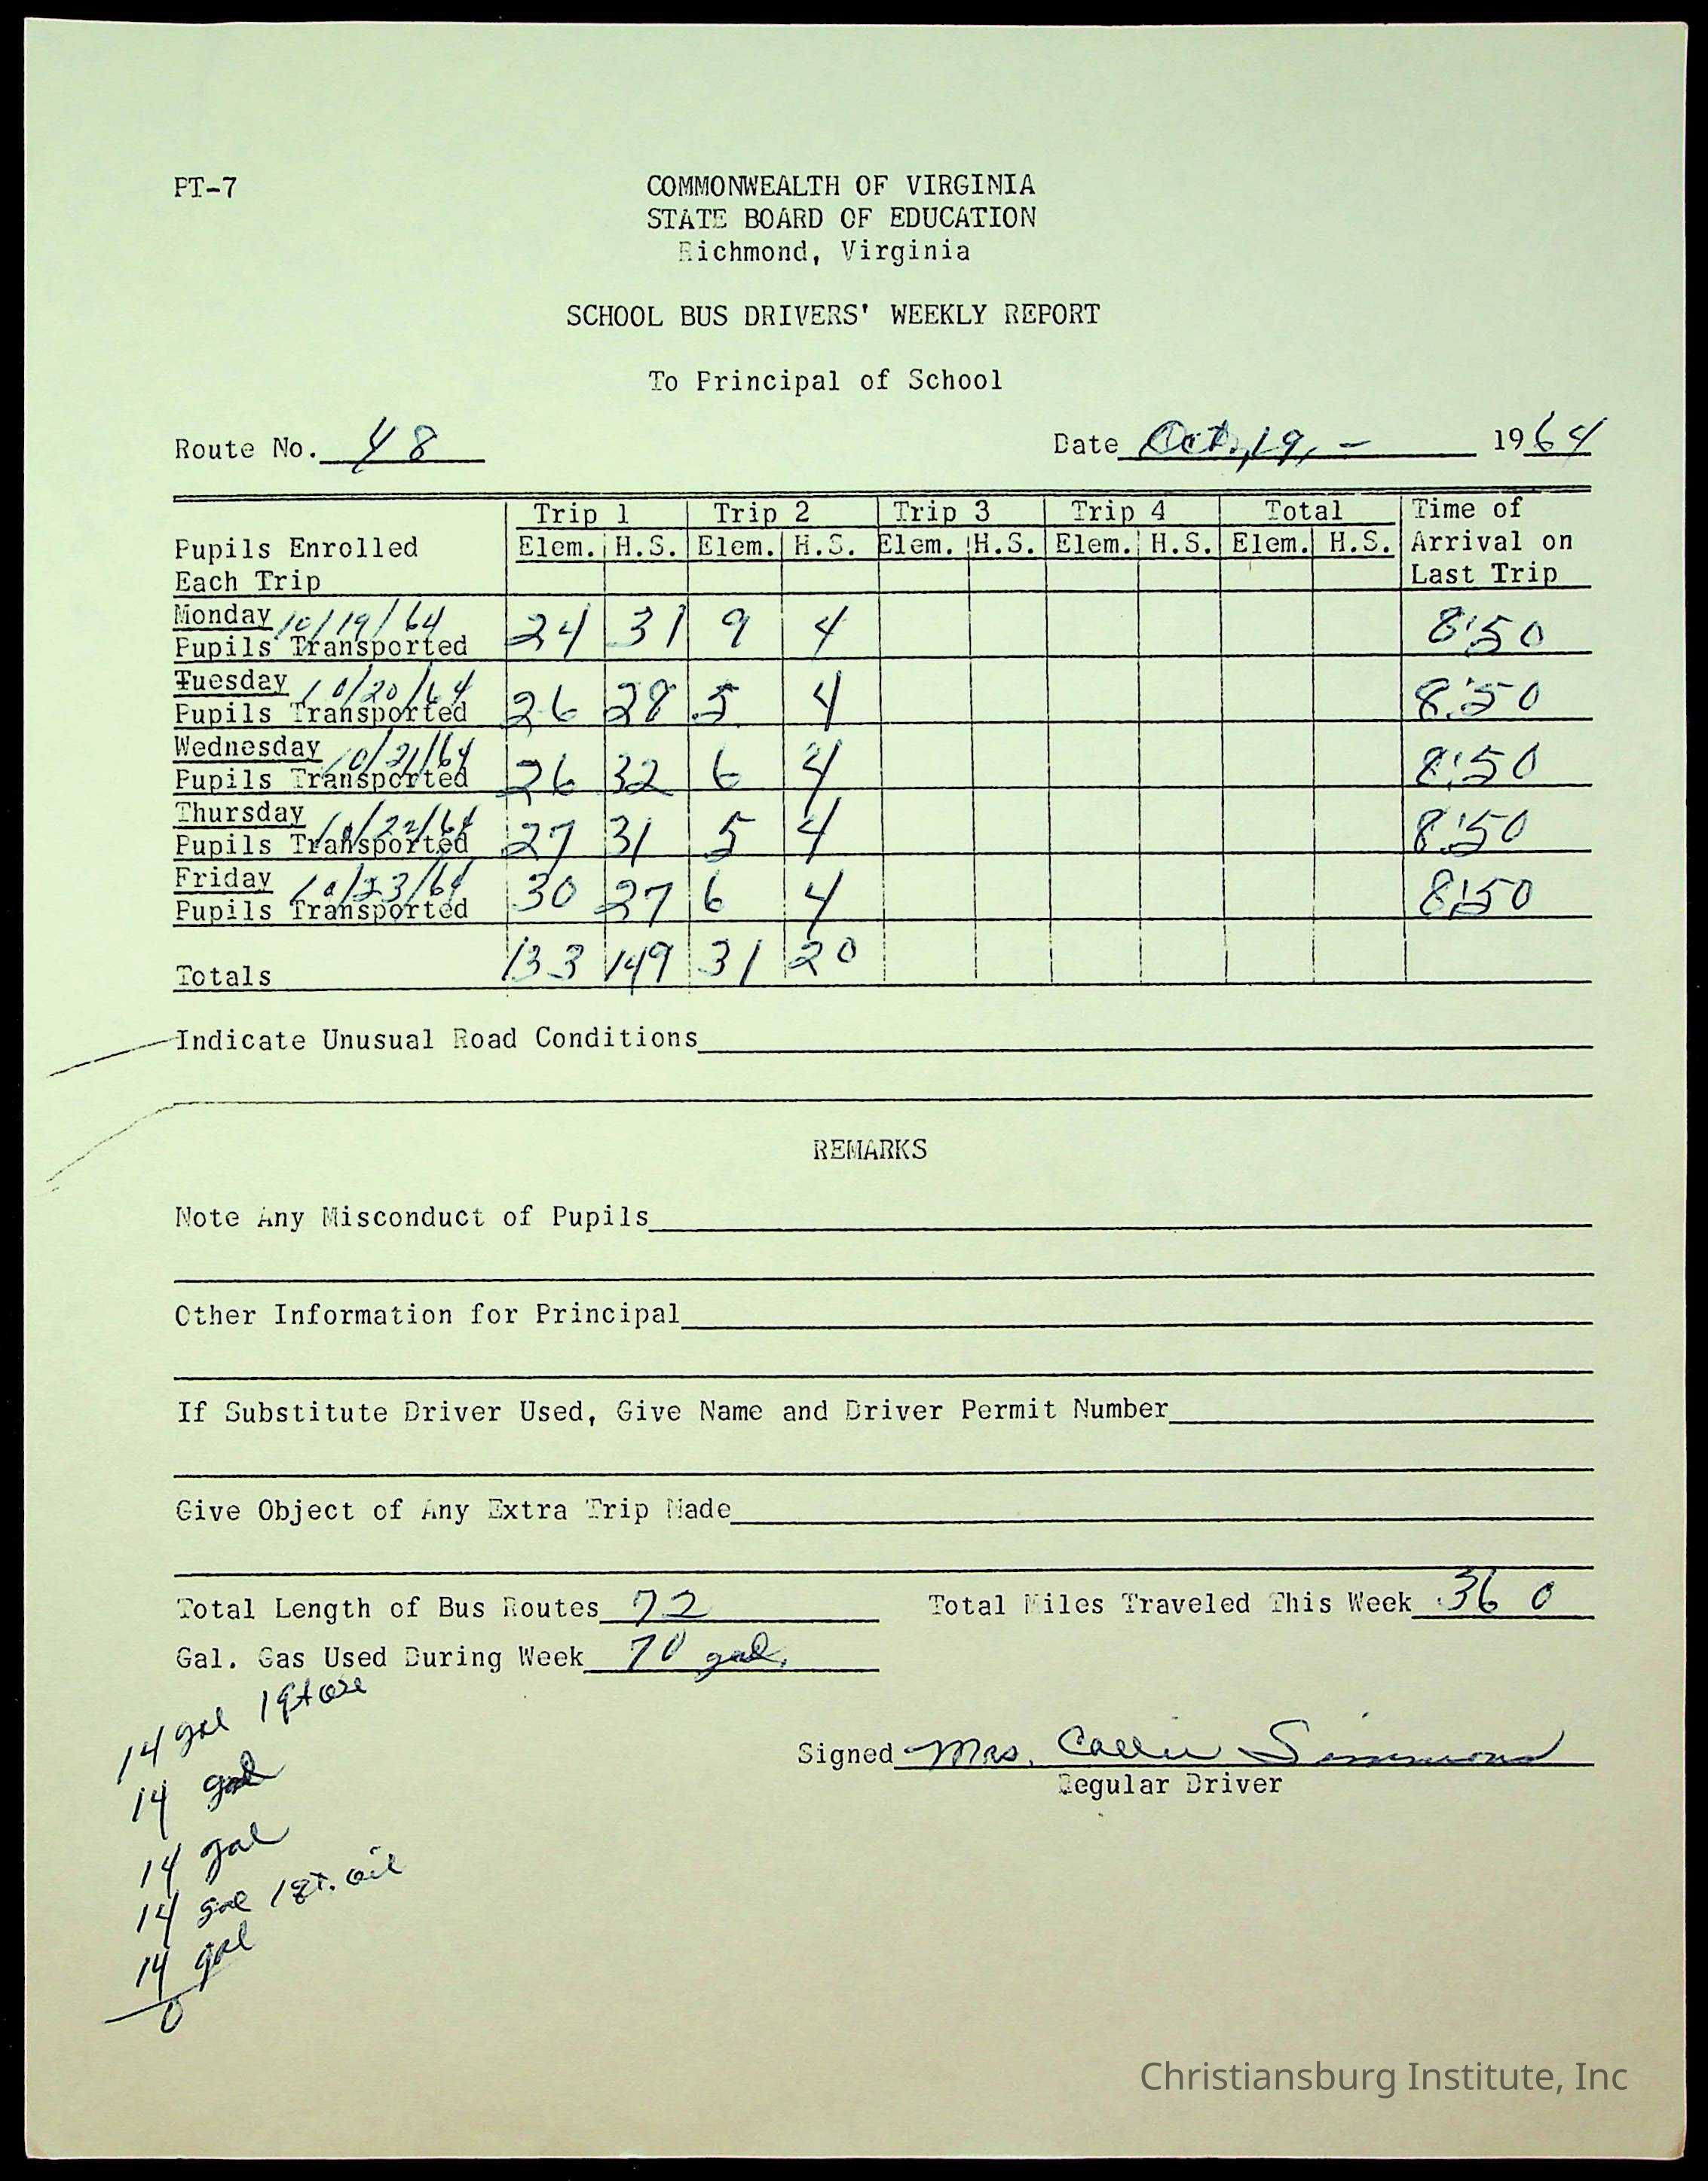 PT-7
COMMONWEALTH OF VIRGINIA
STATE BOARD OF EDUCATION
Richmond, Virginia
SCHOOL BUS DRIVERS' WEEKLY REPORT
To Principal of School
Route No. 48 Date Oct, 19, - 1964
Trip 1 Trip 2 Trip 3 Trip 4 Total Time of
Pupils Enrolled Elem. H.S. Elem. H.S. Elem. H.S. Elem. H.S. Elem. H.S. Arrival on
Each Trip Last Trip
Monday 10/19/64
Pupils Transported 24 31 9 4 8:50
Tuesday 10/20/64
Pupils Transported 26 28 5 4 8:50
Wednesday 10/21/64
Pupils Transported 26 32 6 4 8:50
Thursday 10/22/64
Pupils Transported 27 31 5 4 8:50
Friday 10/23/64
Pupils Transported 30 27 6 4 8:50
Totals 133 149 31 20
Indicate Unusual Road Conditions
REMARKS
Note Any Misconduct of Pupils
Other Information for Principal
If Substitute Driver Used, Give Name and Driver Permit Number
Give Object of Any Extra Trip Made
Total Length of Bus Routes 72 Total Miles Traveled This Week 360
Gal. Gas Used During Week 70 gal.
14 gal 1 qt oil
Signed Mrs. Callie Simmons
Regular Driver
14 gal
14 gal
14 gal 1 qt. oil
14 gal
0
Christiansburg Institute, Inc